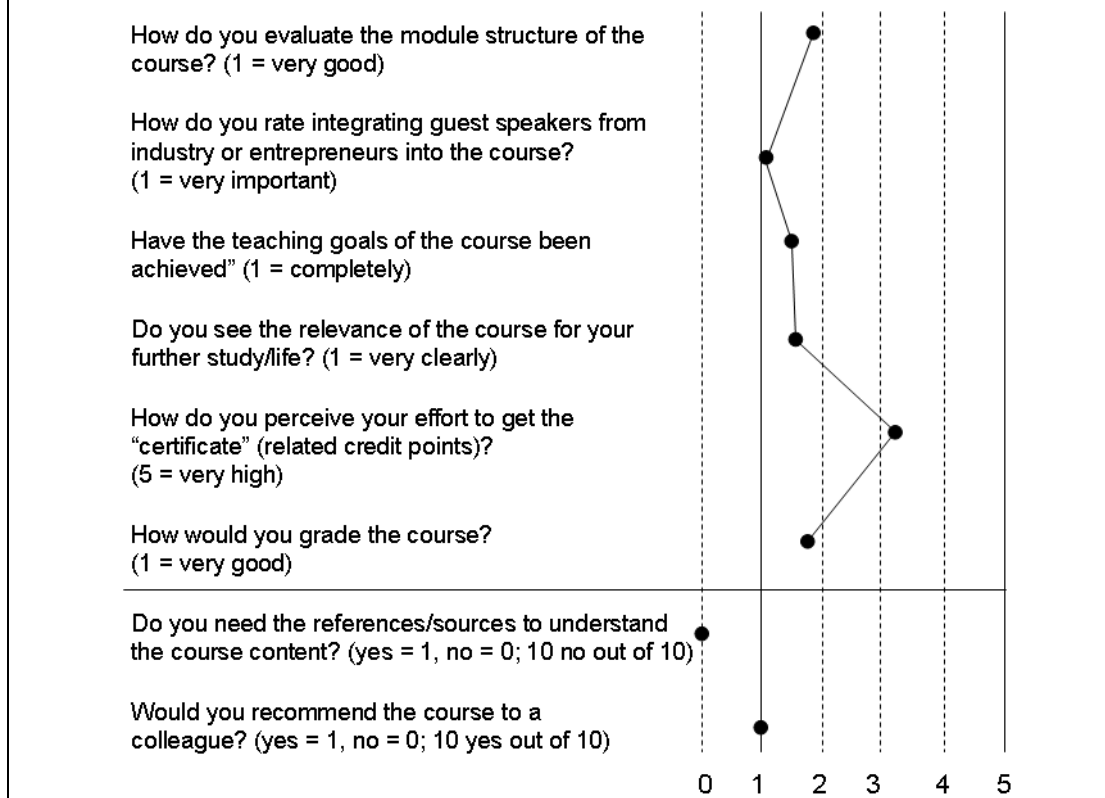 How do you evaluate the module structure of the
course? (1 = very good)
How do you rate integrating guest speakers from
industry or entrepreneurs into the course?
(1 = very important)
Have the teaching goals of the course been
achieved” (1 = completely)
Do you see the relevance of the course for your
further study/life? (1 = very clearly)
How do you perceive your effort to get the
“certificate” (related credit points)?
(5 = very high)
How would you grade the course?
(1 = very good)
Do you need the references/sources to understand
the course content? (yes = 1, no = 0; 10 no out of 10)
Would you recommend the course to a
colleague? (yes = 1, no = 0; 10 yes out of 10)
0 1 2 3 4 5